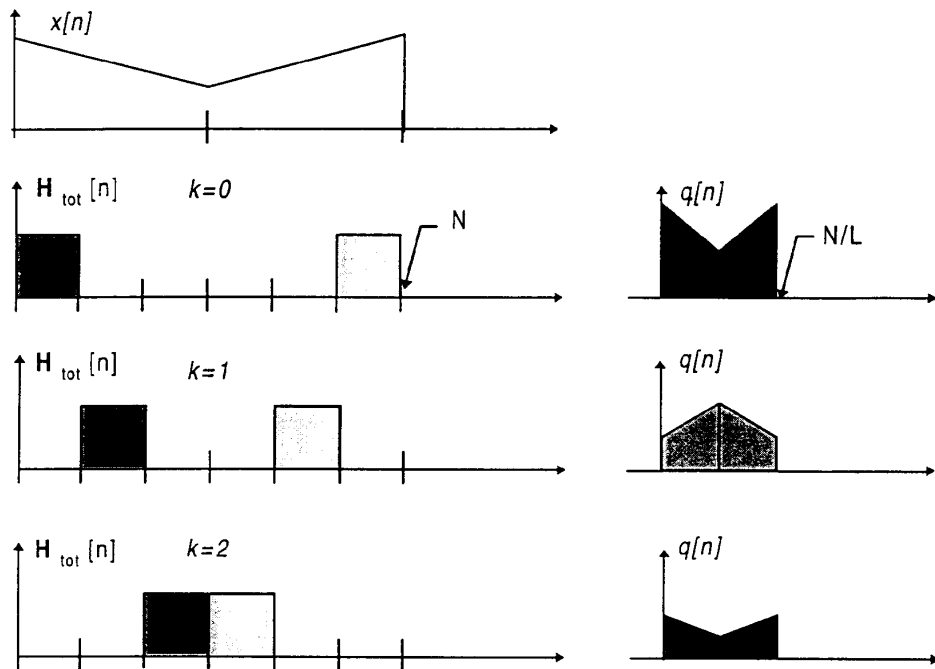 x[n]
H tot [n] k=0
N
q[n]
N/L
H tot [n] k=1
q[n]
H tot [n] k=2
q[n]